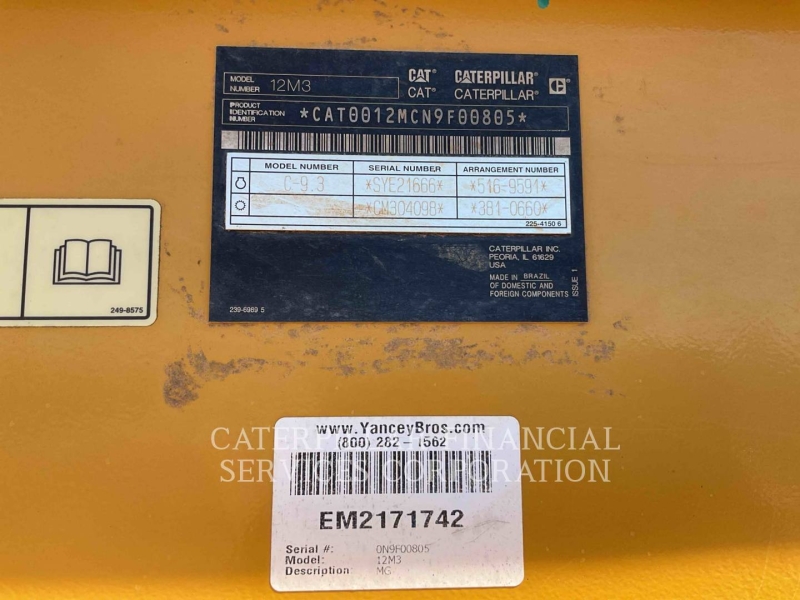 MODEL NUMBER 12M3
CAT® CATERPILLAR®
CAT® CATERPILLAR®
PRODUCT IDENTIFICATION NUMBER *CAT0012MCN9F00805*
MODEL NUMBER SERIAL NUMBER ARRANGEMENT NUMBER
C-9.3 *SYE21666* *516-9591*
*CM30409B* *381-0660*
225-4150 6
CATERPILLAR INC.
PEORIA, IL 61629
USA
MADE IN BRAZIL
OF DOMESTIC AND
FOREIGN COMPONENTS
ISSUE 1
239-6969 5
249-8575
www.YanceyBros.com
(800) 282-1562
CATERPILLAR FINANCIAL
SERVICES CORPORATION
EM2171742
Serial #: 0N9F00805
Model: 12M3
Description: MG